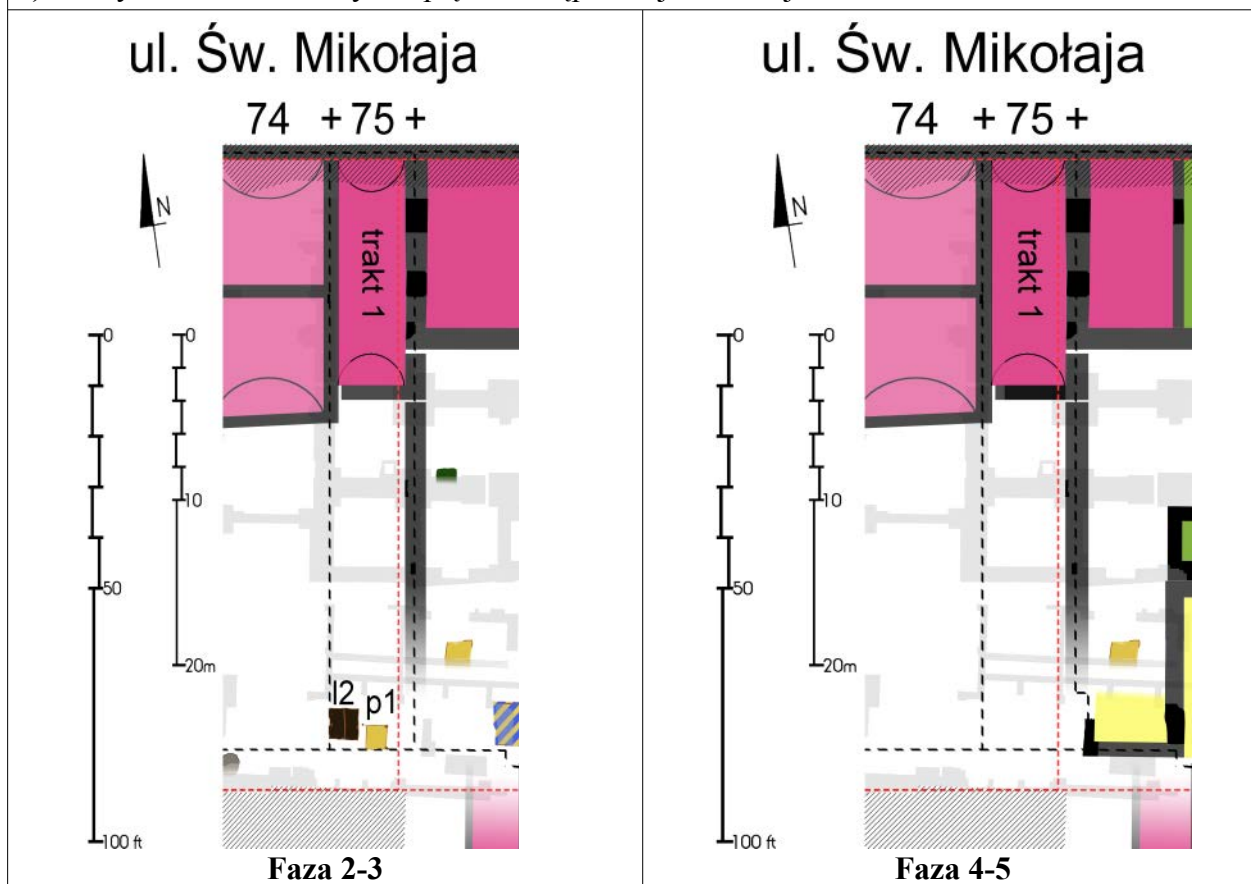 ul. Św. Mikołaja
74 + 75 +
N
trakt 1
0
0
10
50
20m
l2
p1
100 ft
Faza 2-3
ul. Św. Mikołaja
74 + 75 +
N
trakt 1
0
0
10
50
20m
100 ft
Faza 4-5